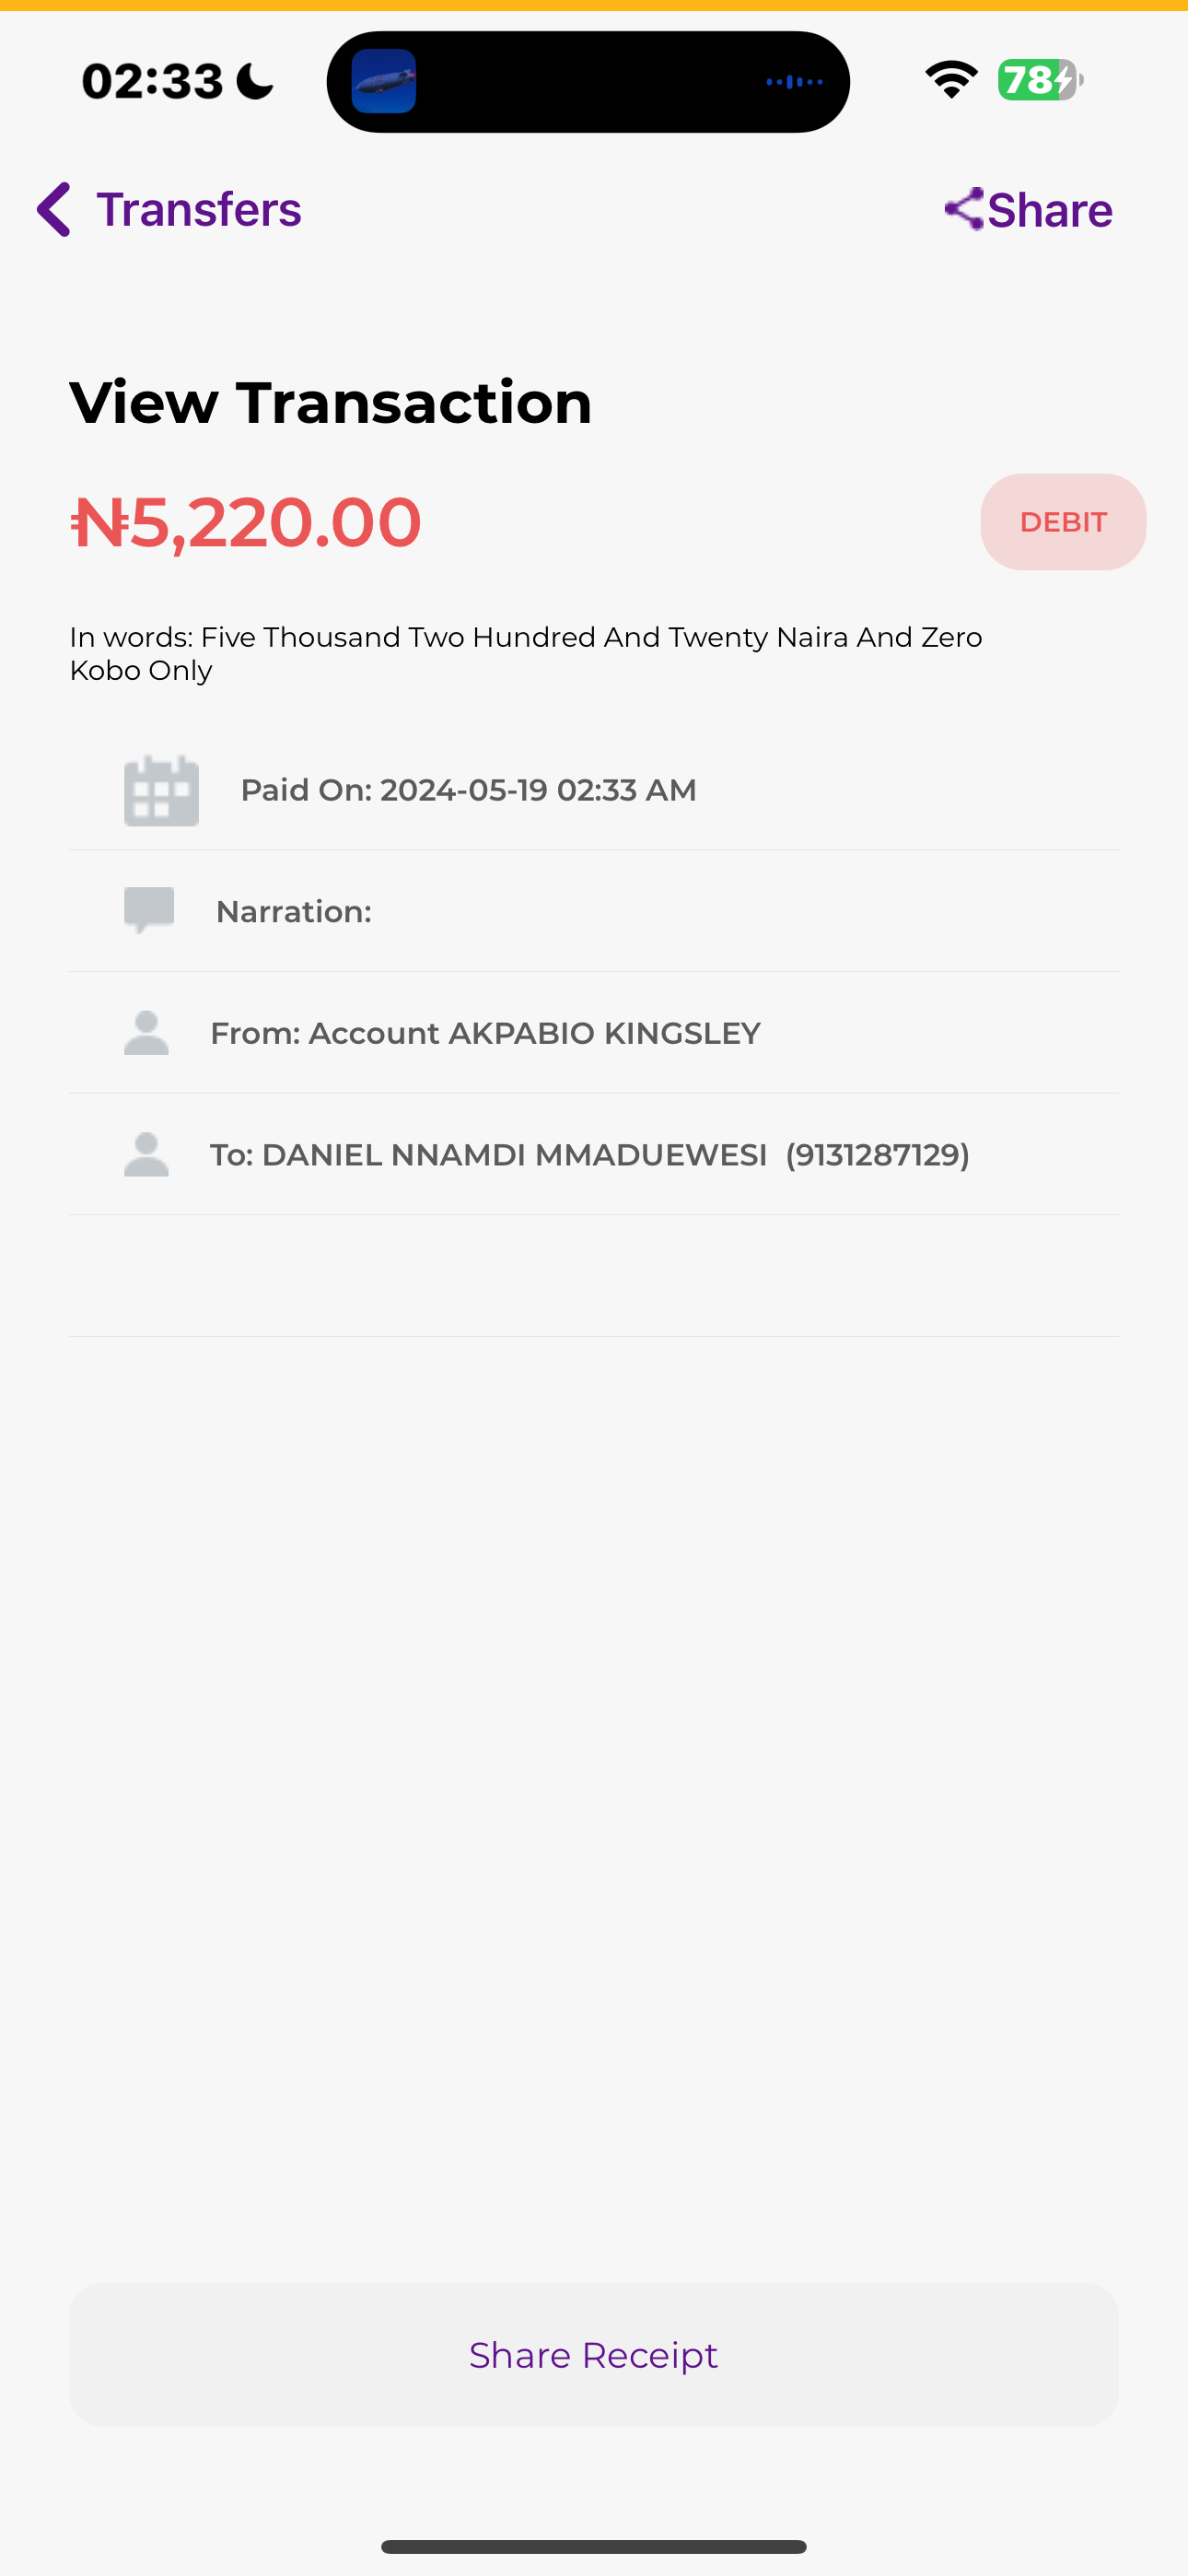 02:33
78
Transfers
Share
View Transaction
₦5,220.00
DEBIT
In words: Five Thousand Two Hundred And Twenty Naira And Zero
Kobo Only
Paid On: 2024-05-19 02:33 AM
Narration:
From: Account AKPABIO KINGSLEY
To: DANIEL NNAMDI MMADUEWESI (9131287129)
Share Receipt